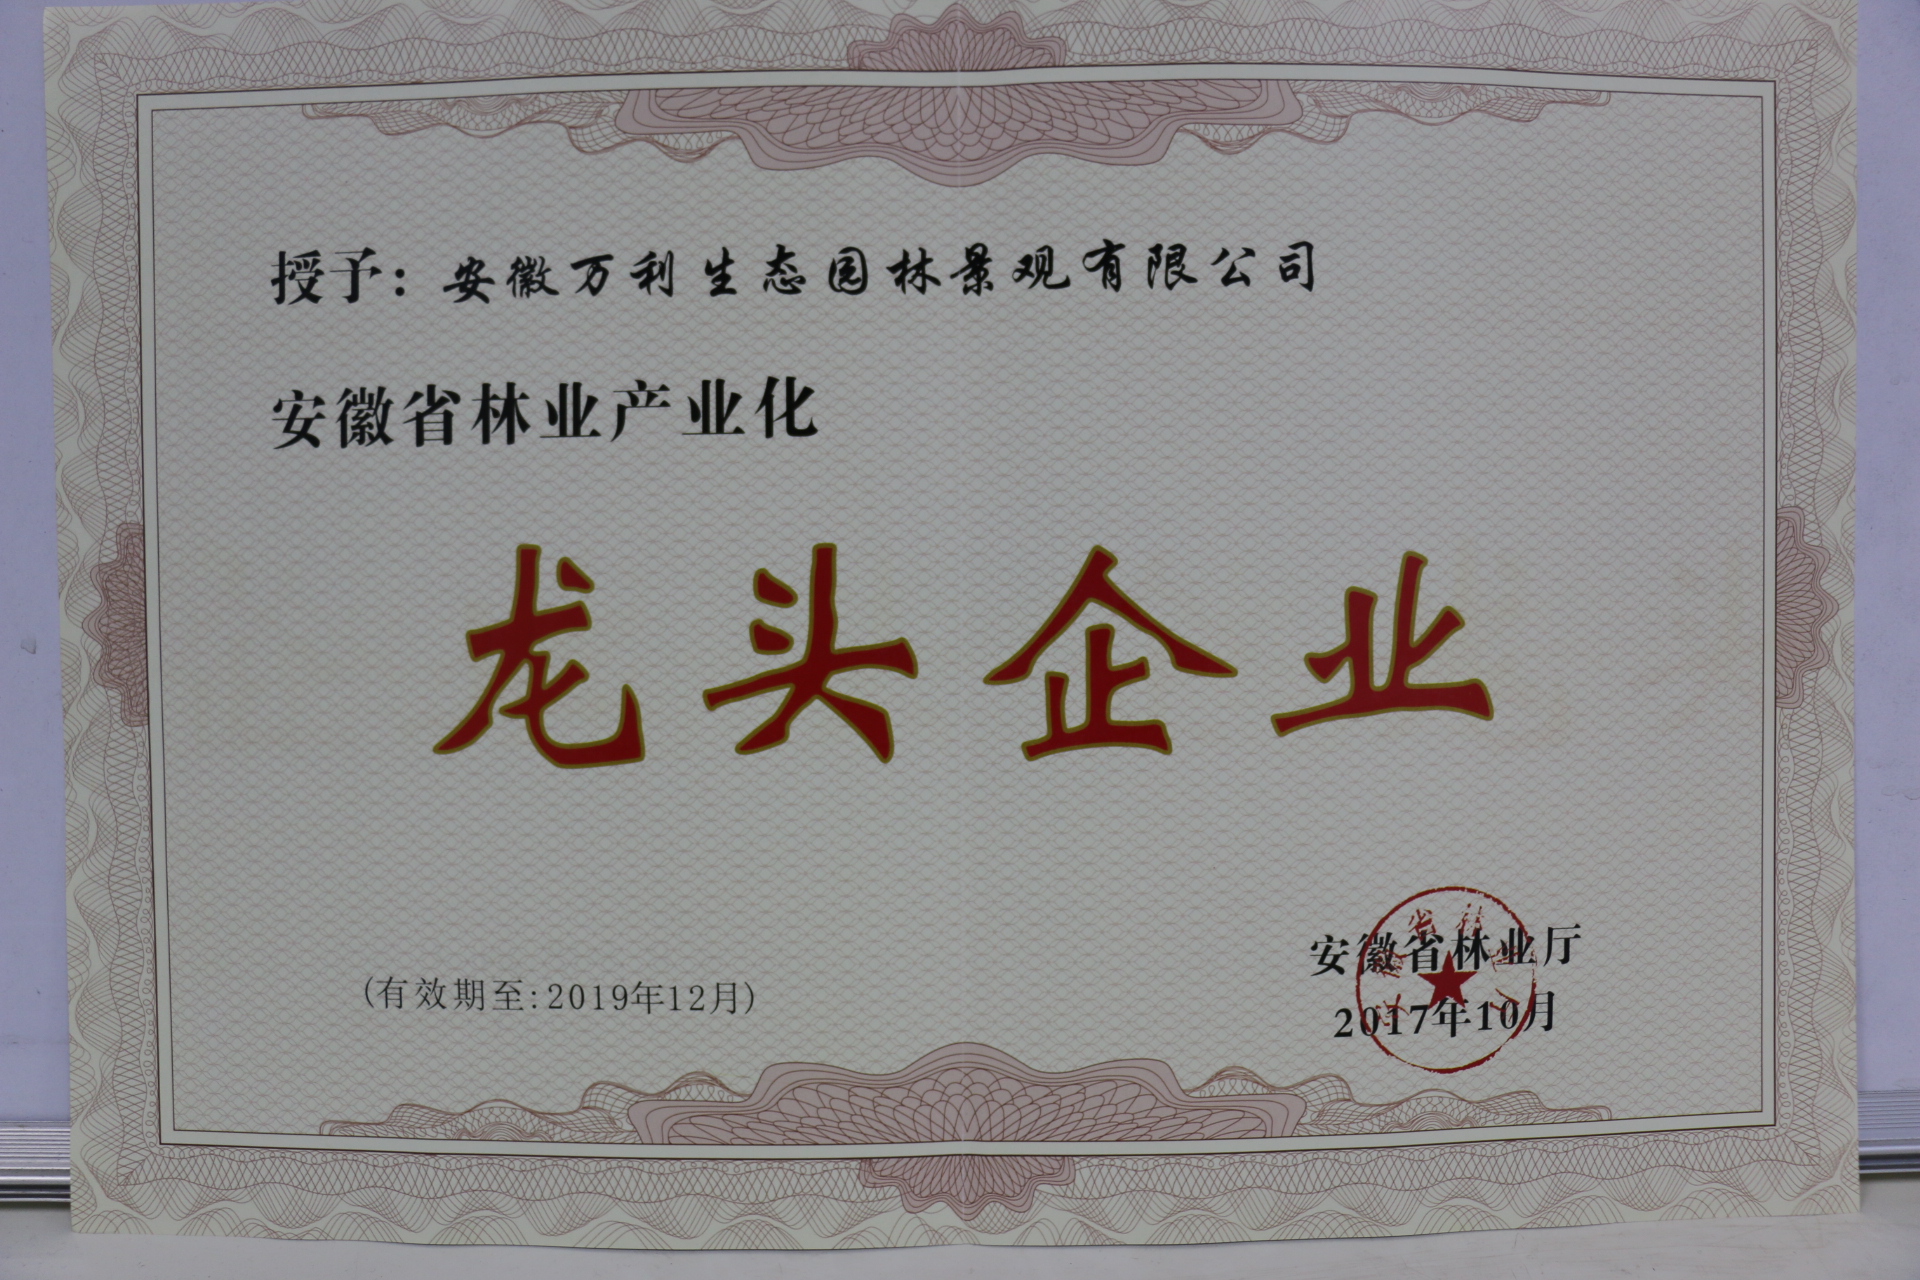 授予：安徽万利生态园林景观有限公司
安徽省林业产业化
龙头企业
(有效期至:2019年12月)
安徽省林业厅
2017年10月